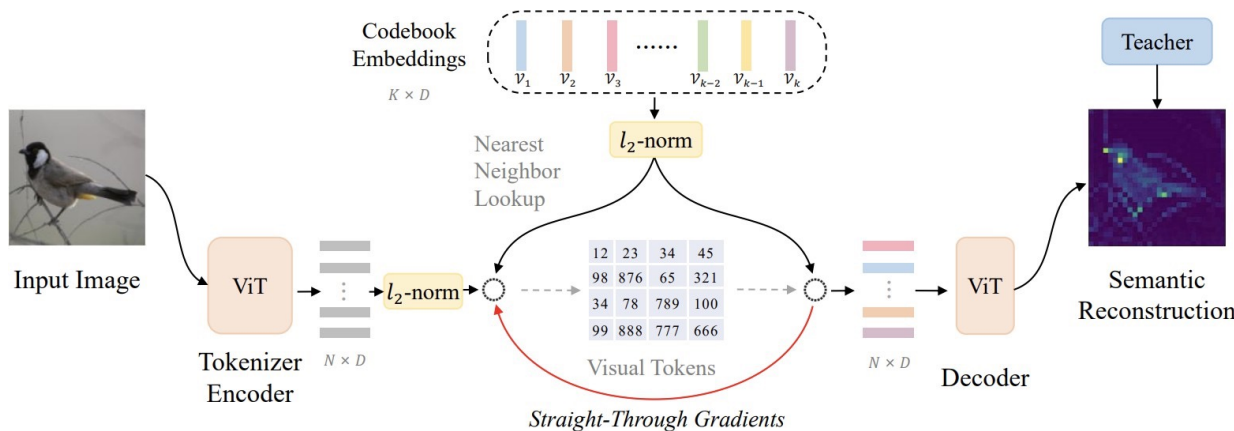 Codebook
Embeddings
K × D
𝒱₁ 𝒱₂ 𝒱₃ ...... 𝒱ₖ₋₂ 𝒱ₖ₋₁ 𝒱ₖ
Teacher
l₂-norm
Nearest
Neighbor
Lookup
Input Image
ViT
Tokenizer
Encoder
N × D
l₂-norm
12 23 34 45
98 876 65 321
34 78 789 100
99 888 777 666
Visual Tokens
Straight-Through Gradients
N × D
ViT
Decoder
Semantic
Reconstruction